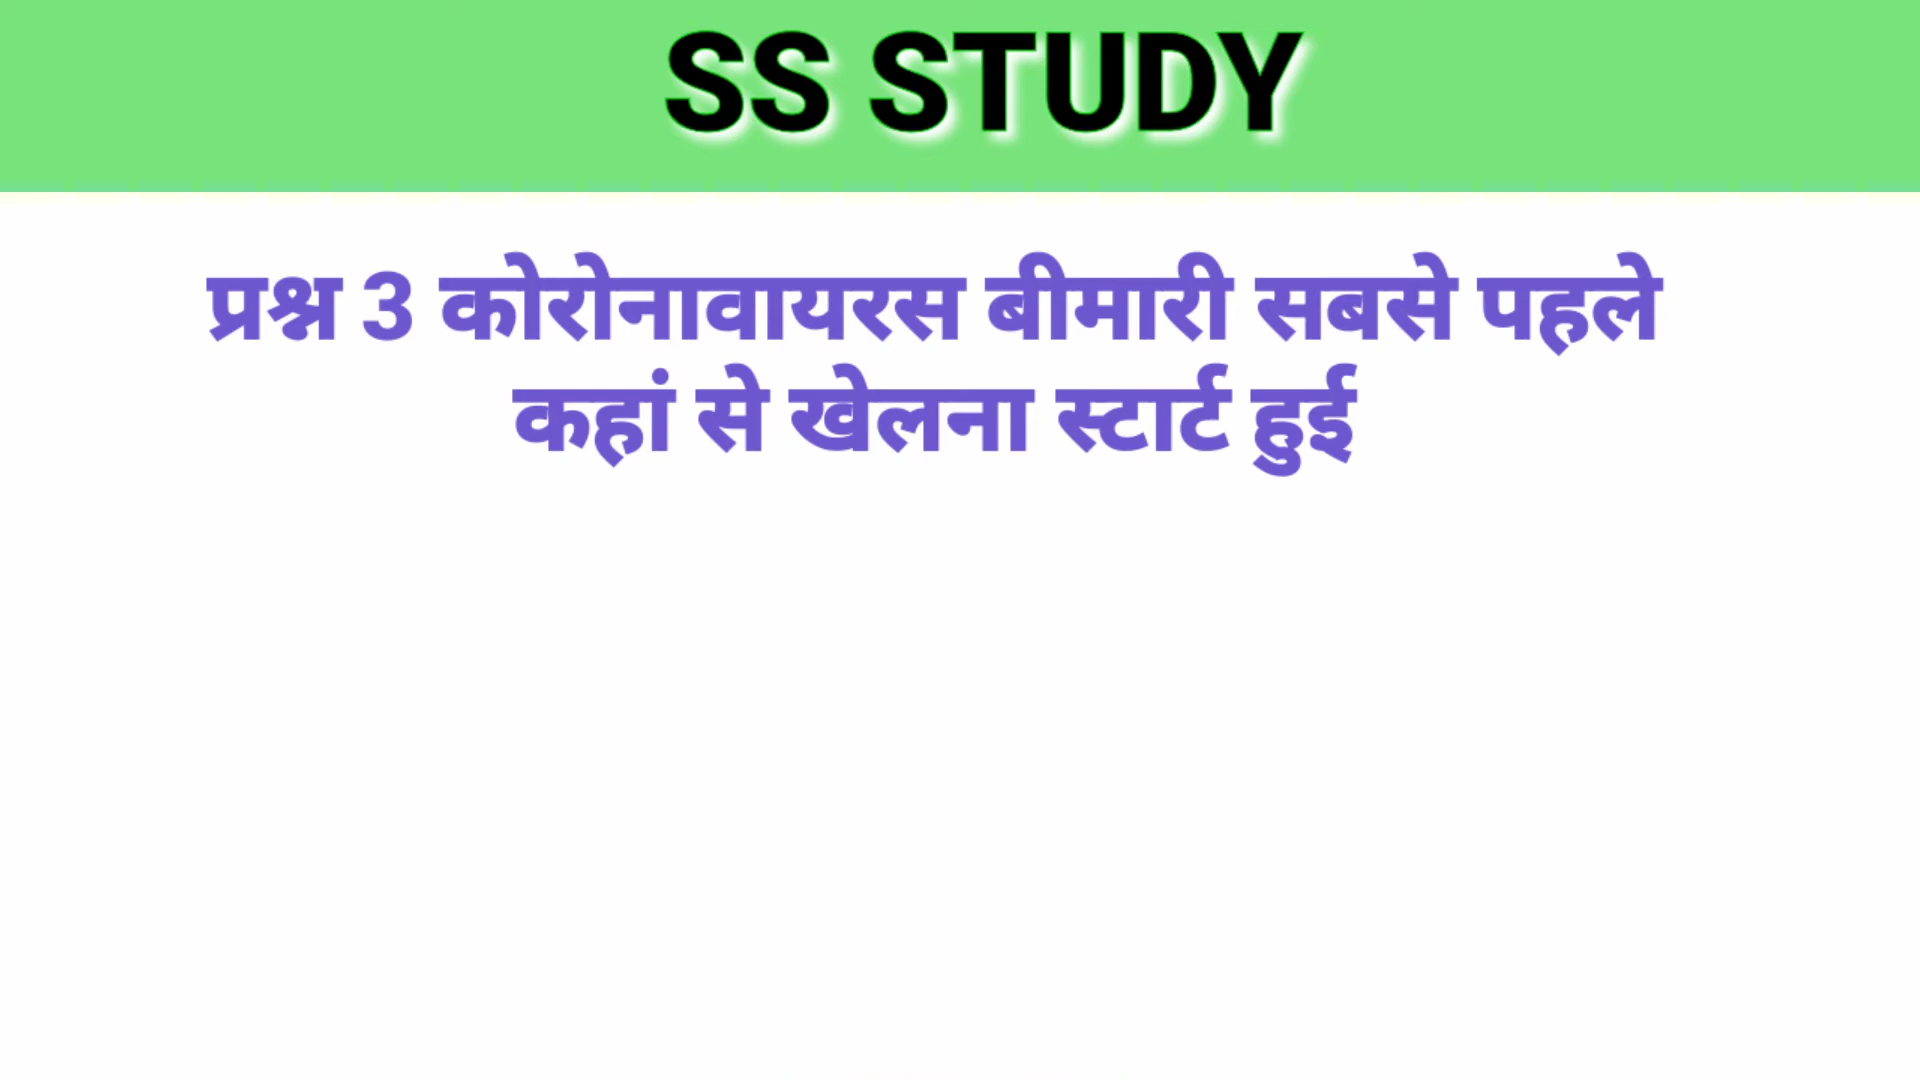 SS STUDY
प्रश्न 3 कोरोनावायरस बीमारी सबसे पहले
कहां से खेलना स्टार्ट हुई